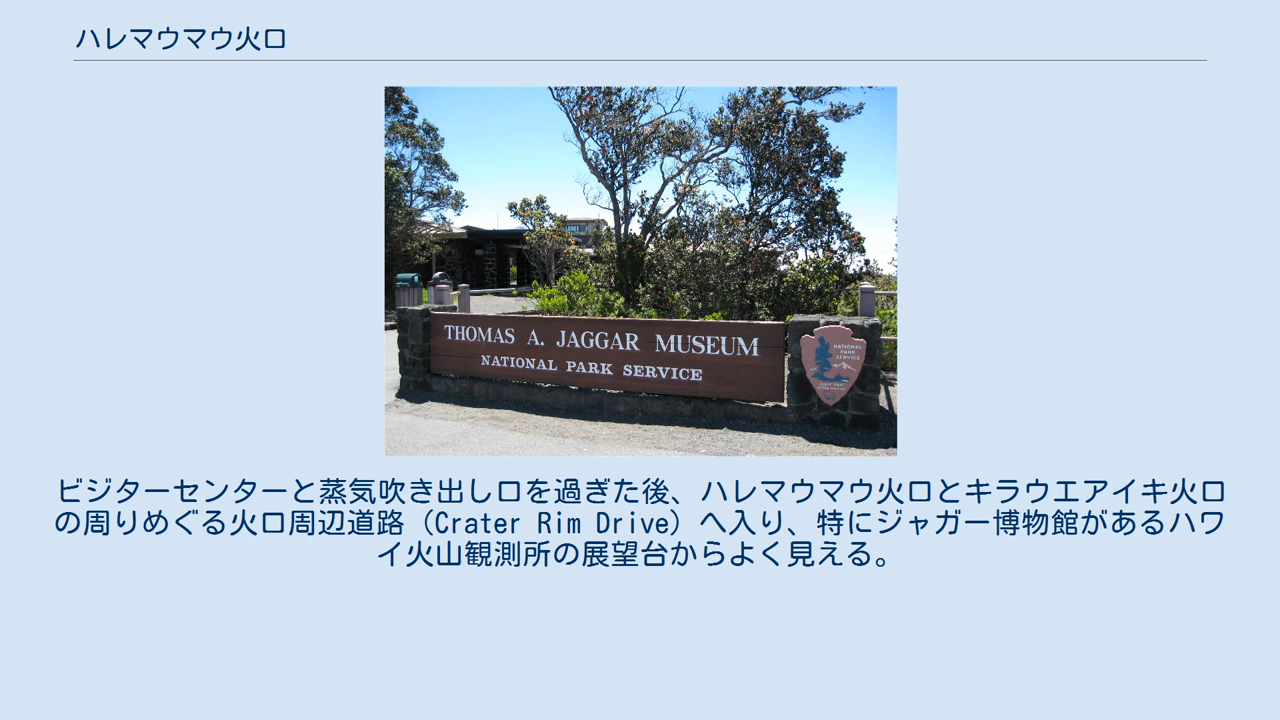 ハレマウマウ火口
THOMAS A. JAGGAR MUSEUM
NATIONAL PARK SERVICE
NATIONAL
PARK
SERVICE
ビジターセンターと蒸気吹き出し口を過ぎた後、ハレマウマウ火口とキラウエアイキ火口
の周りめぐる火口周辺道路（Crater Rim Drive）へ入り、特にジャガー博物館があるハワ
イ火山観測所の展望台からよく見える。